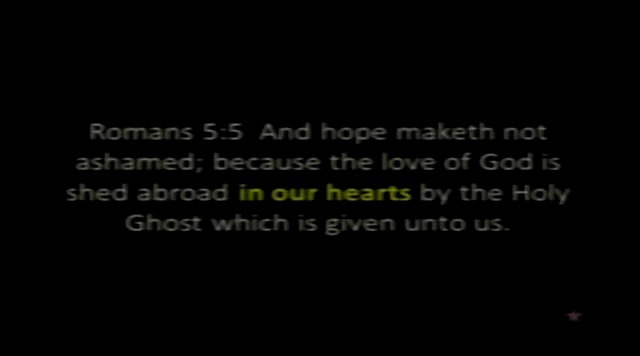 Romans 5:5  And hope maketh not
ashamed; because the love of God is
shed abroad in our hearts by the Holy
Ghost which is given unto us.